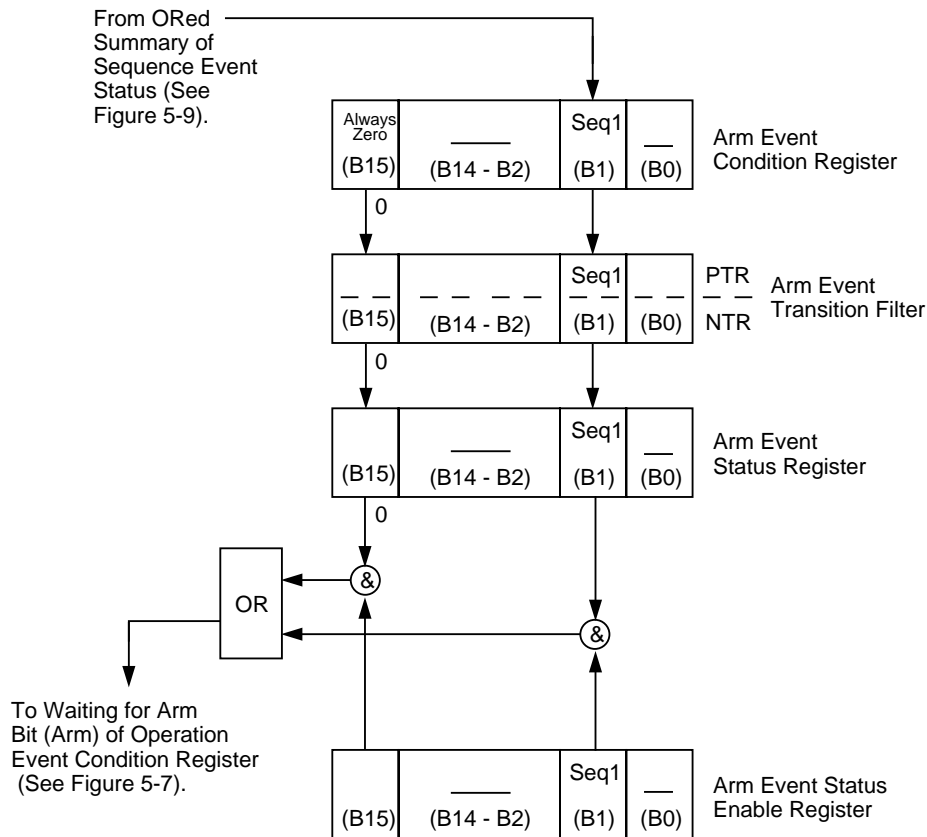 From ORed
Summary of
Sequence Event
Status (See
Figure 5-9).
Always
Zero
(B15)
(B14 - B2)
Seq1
(B1)
(B0)
Arm Event
Condition Register
0
(B15)
(B14 - B2)
Seq1
(B1)
(B0)
PTR
NTR
Arm Event
Transition Filter
0
(B15)
(B14 - B2)
Seq1
(B1)
(B0)
Arm Event
Status Register
0
&
OR
&
To Waiting for Arm
Bit (Arm) of Operation
Event Condition Register
(See Figure 5-7).
(B15)
(B14 - B2)
Seq1
(B1)
(B0)
Arm Event Status
Enable Register